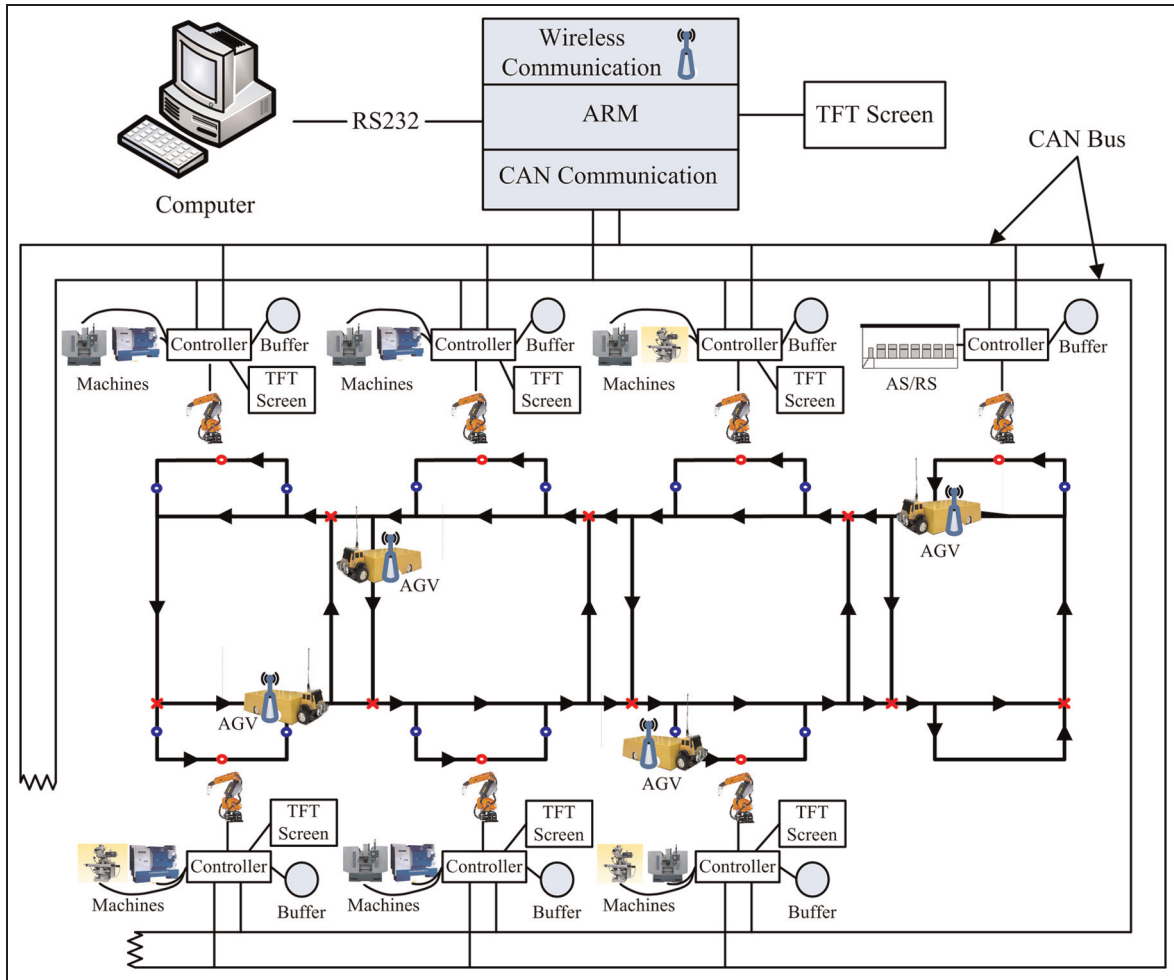 Wireless
Communication
ARM
CAN Communication
RS232
TFT Screen
CAN Bus
Computer
Controller
Buffer
Machines
TFT
Screen
Controller
Buffer
Machines
TFT
Screen
Controller
Buffer
Machines
TFT
Screen
Controller
Buffer
AS/RS
AGV
AGV
AGV
AGV
TFT
Screen
Controller
Machines
Buffer
TFT
Screen
Controller
Machines
Buffer
TFT
Screen
Controller
Machines
Buffer